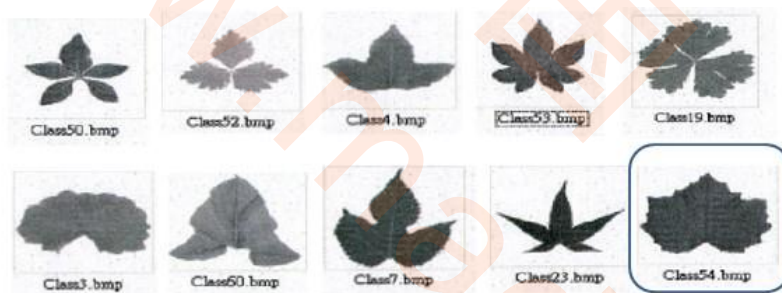 Class50.bmp
Class52.bmp
Class4.bmp
Class53.bmp
Class19.bmp
Class3.bmp
Class60.bmp
Class7.bmp
Class23.bmp
Class54.bmp